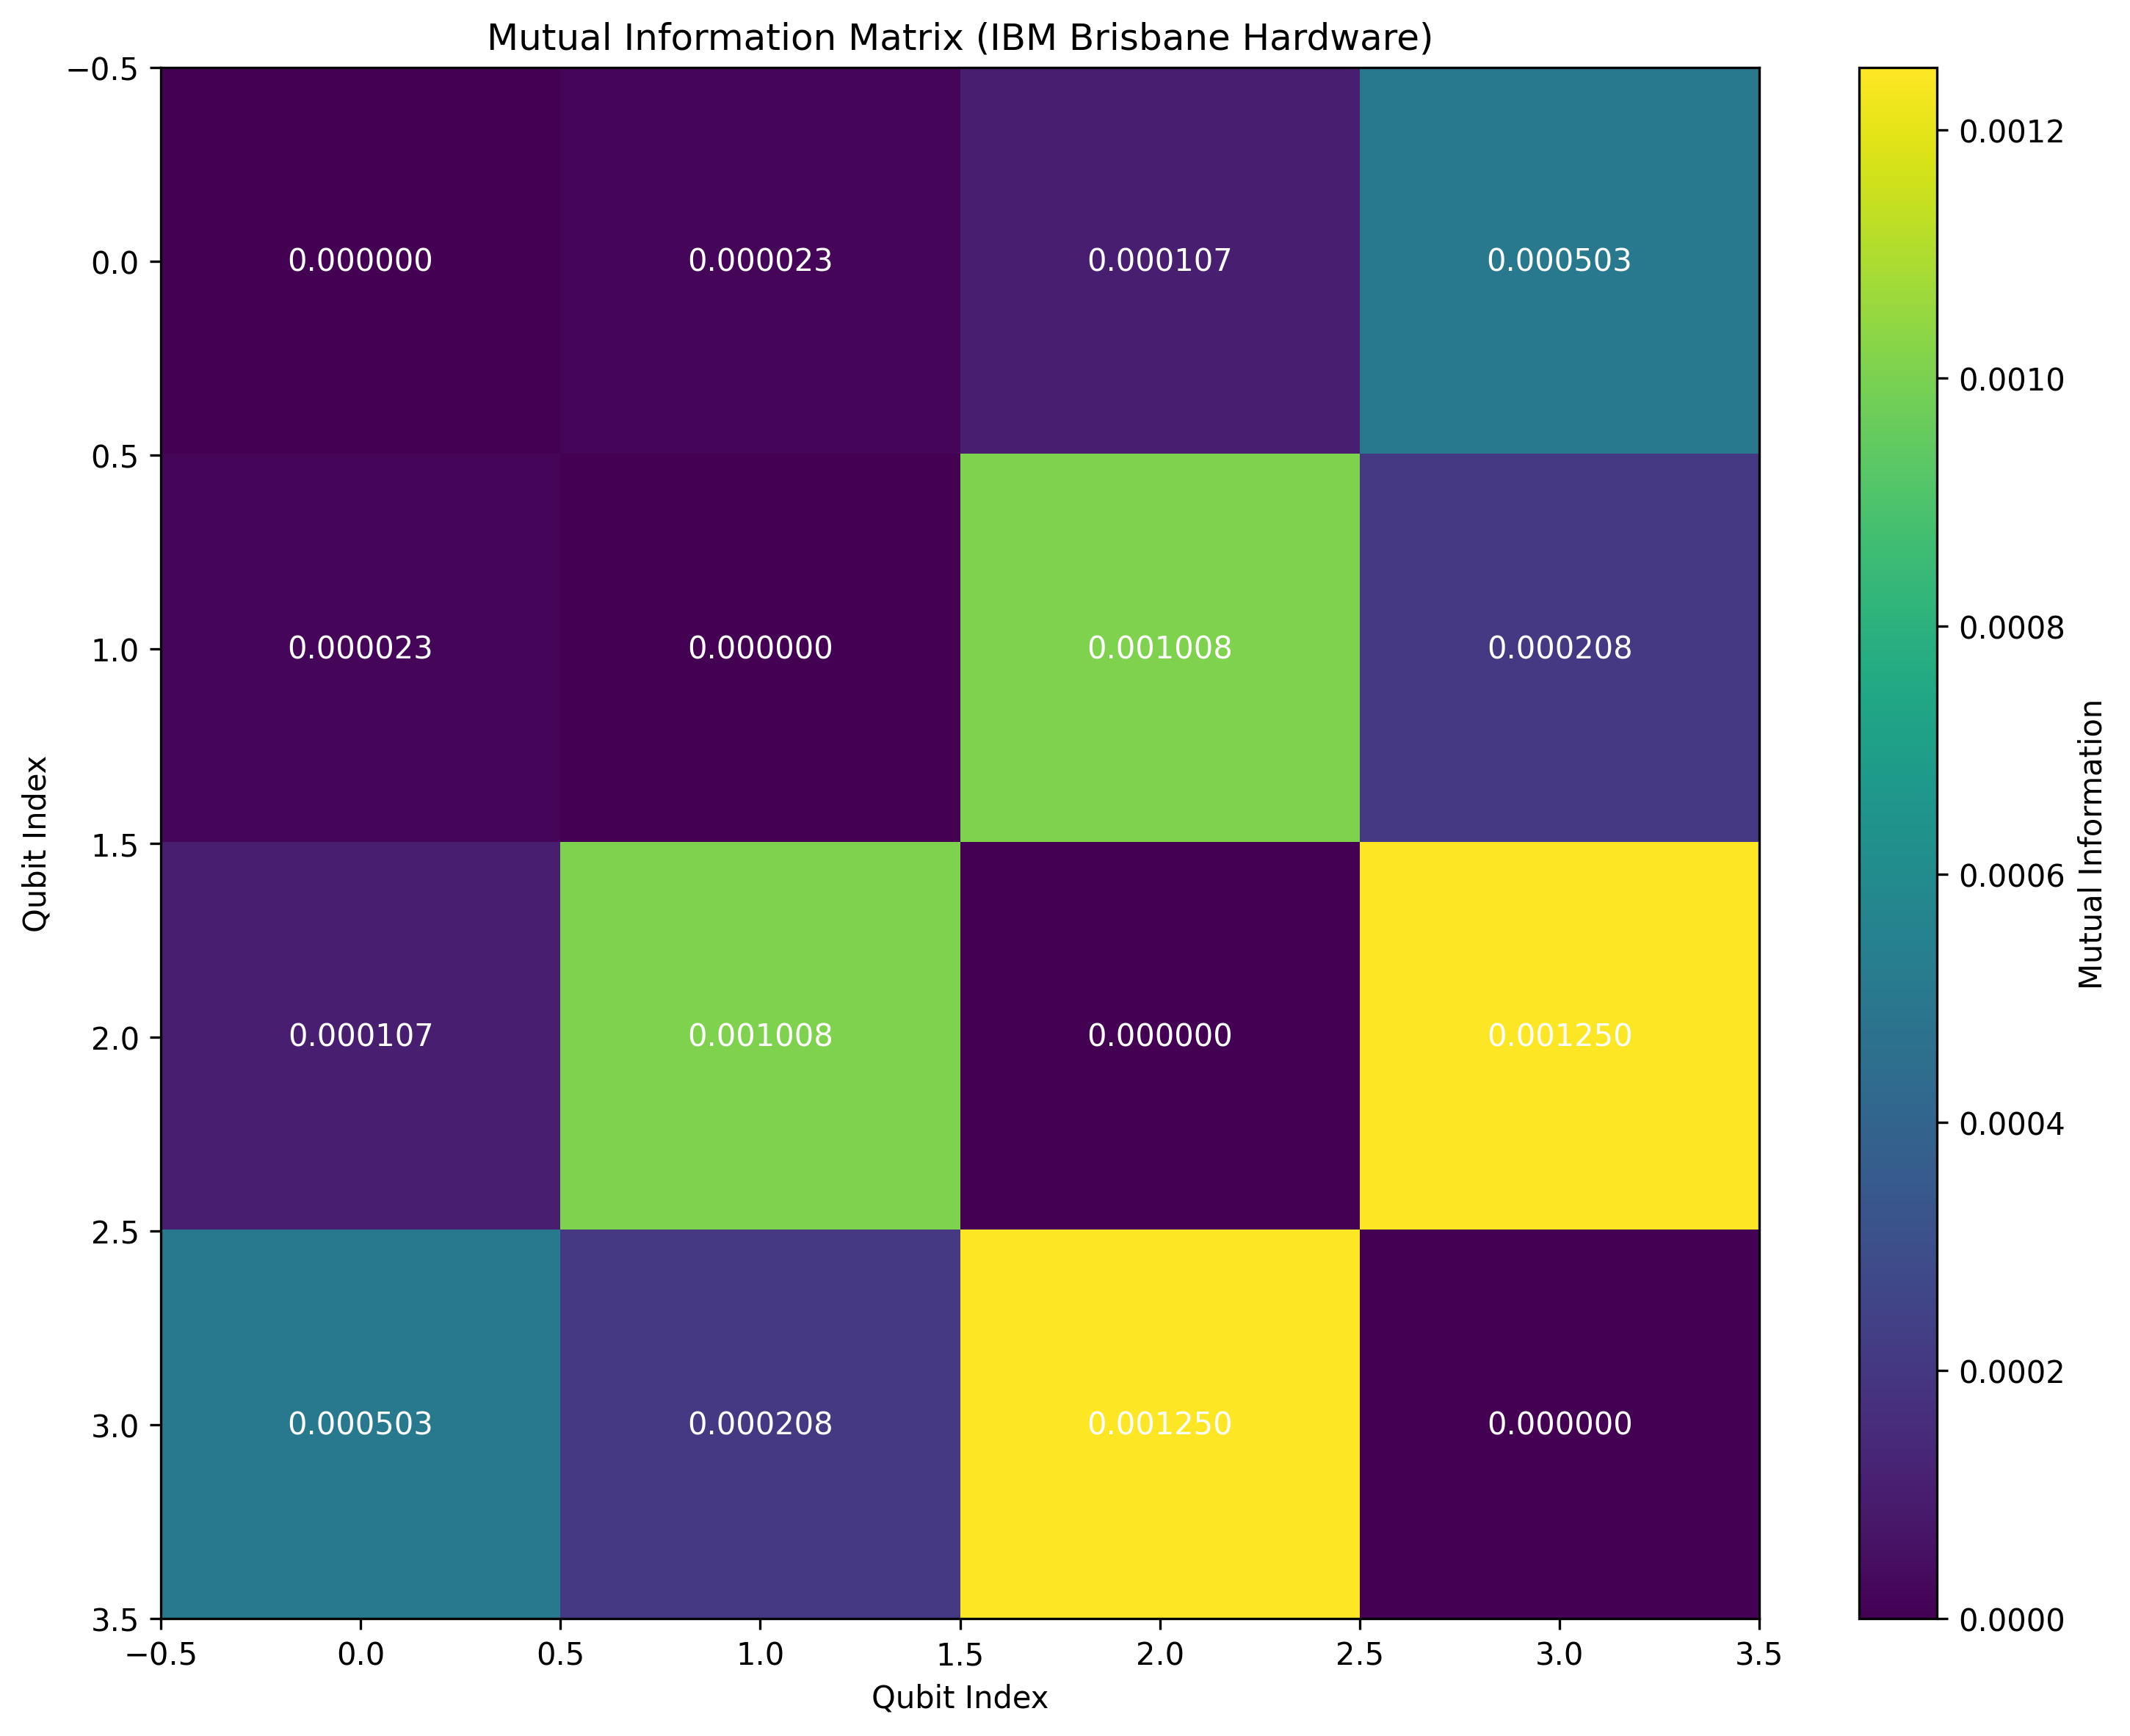 Mutual Information Matrix (IBM Brisbane Hardware)
−0.5
0.0
0.5
1.0
1.5
2.0
2.5
3.0
3.5
Qubit Index
0.000000 0.000023 0.000107 0.000503
0.000023 0.000000 0.001008 0.000208
0.000107 0.001008 0.000000 0.001250
0.000503 0.000208 0.001250 0.000000
−0.5 0.0 0.5 1.0 1.5 2.0 2.5 3.0 3.5
Qubit Index
0.0012
0.0010
0.0008
0.0006
0.0004
0.0002
0.0000
Mutual Information